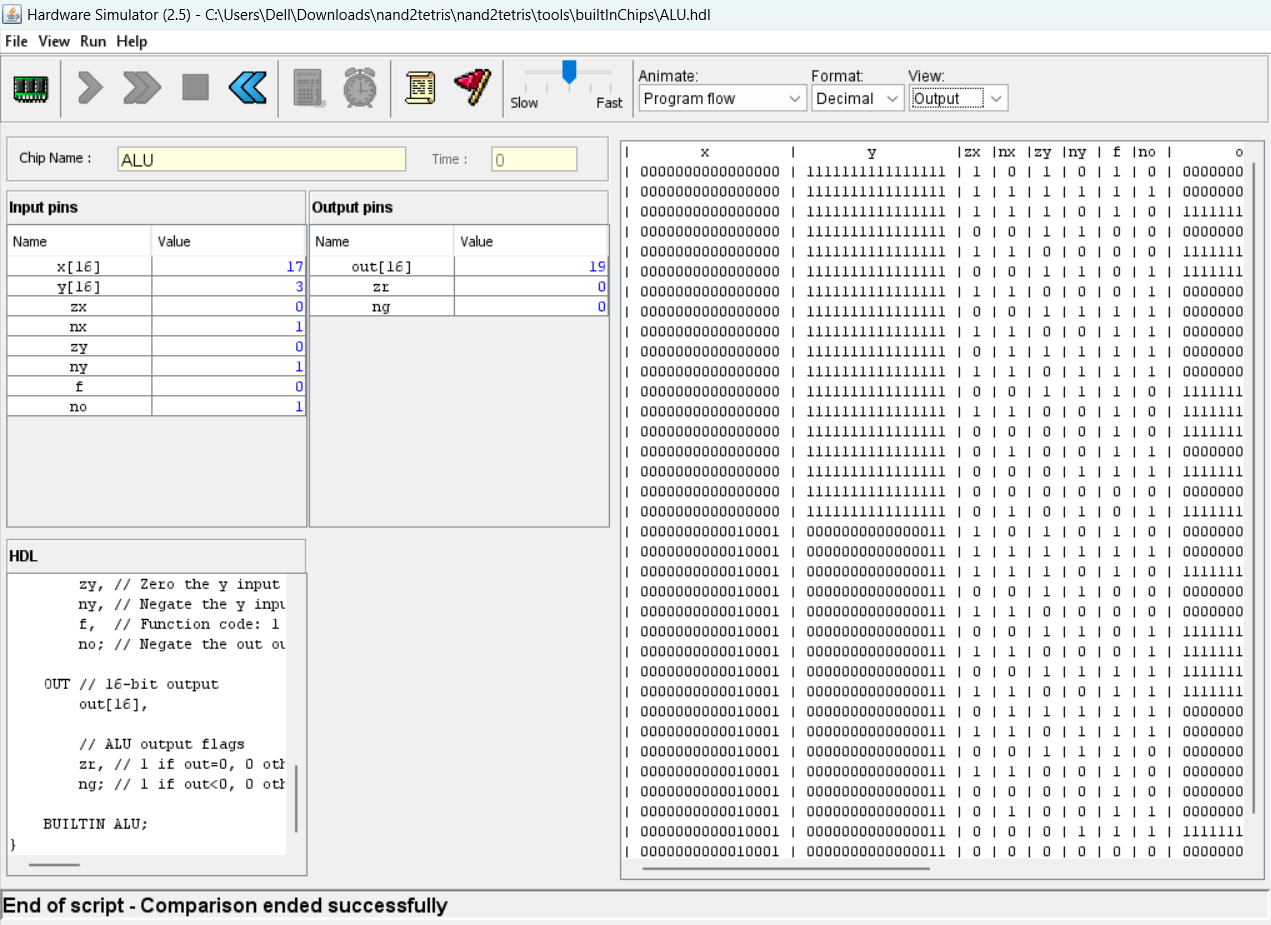 Hardware Simulator (2.5) - C:\Users\Dell\Downloads\nand2tetris\nand2tetris\tools\builtInChips\ALU.hdl
File View Run Help
Slow Fast
Animate: Format: View:
Program flow Decimal Output
Chip Name : ALU Time : 0
Input pins
Name Value
x[16] 17
y[16] 3
zx 0
nx 1
zy 0
ny 1
f 0
no 1
Output pins
Name Value
out[16] 19
zr 0
ng 0
HDL
zy, // Zero the y input
ny, // Negate the y inpu
f,  // Function code: 1
no; // Negate the out ou
OUT // 16-bit output
out[16],
// ALU output flags
zr, // 1 if out=0, 0 oth
ng; // 1 if out<0, 0 oth
BUILTIN ALU;
}
| x | y |zx |nx |zy |ny | f |no | o
| 0000000000000000 | 1111111111111111 | 1 | 0 | 1 | 0 | 1 | 0 | 0000000
| 0000000000000000 | 1111111111111111 | 1 | 1 | 1 | 1 | 1 | 1 | 0000000
| 0000000000000000 | 1111111111111111 | 1 | 1 | 1 | 0 | 1 | 0 | 1111111
| 0000000000000000 | 1111111111111111 | 0 | 0 | 1 | 1 | 0 | 0 | 0000000
| 0000000000000000 | 1111111111111111 | 1 | 1 | 0 | 0 | 0 | 0 | 1111111
| 0000000000000000 | 1111111111111111 | 0 | 0 | 1 | 1 | 0 | 1 | 1111111
| 0000000000000000 | 1111111111111111 | 1 | 1 | 0 | 0 | 0 | 1 | 0000000
| 0000000000000000 | 1111111111111111 | 0 | 0 | 1 | 1 | 1 | 1 | 0000000
| 0000000000000000 | 1111111111111111 | 1 | 1 | 0 | 0 | 1 | 1 | 0000000
| 0000000000000000 | 1111111111111111 | 0 | 1 | 1 | 1 | 1 | 1 | 0000000
| 0000000000000000 | 1111111111111111 | 1 | 1 | 0 | 1 | 1 | 1 | 0000000
| 0000000000000000 | 1111111111111111 | 0 | 0 | 1 | 1 | 1 | 0 | 1111111
| 0000000000000000 | 1111111111111111 | 1 | 1 | 0 | 0 | 1 | 0 | 1111111
| 0000000000000000 | 1111111111111111 | 0 | 0 | 0 | 0 | 1 | 0 | 1111111
| 0000000000000000 | 1111111111111111 | 0 | 1 | 0 | 0 | 1 | 1 | 0000000
| 0000000000000000 | 1111111111111111 | 0 | 0 | 0 | 1 | 1 | 1 | 1111111
| 0000000000000000 | 1111111111111111 | 0 | 0 | 0 | 0 | 0 | 0 | 0000000
| 0000000000000000 | 1111111111111111 | 0 | 1 | 0 | 1 | 0 | 1 | 1111111
| 0000000000010001 | 0000000000000011 | 1 | 0 | 1 | 0 | 1 | 0 | 0000000
| 0000000000010001 | 0000000000000011 | 1 | 1 | 1 | 1 | 1 | 1 | 0000000
| 0000000000010001 | 0000000000000011 | 1 | 1 | 1 | 0 | 1 | 0 | 1111111
| 0000000000010001 | 0000000000000011 | 0 | 0 | 1 | 1 | 0 | 0 | 0000000
| 0000000000010001 | 0000000000000011 | 1 | 1 | 0 | 0 | 0 | 0 | 0000000
| 0000000000010001 | 0000000000000011 | 0 | 0 | 1 | 1 | 0 | 1 | 1111111
| 0000000000010001 | 0000000000000011 | 1 | 1 | 0 | 0 | 0 | 1 | 1111111
| 0000000000010001 | 0000000000000011 | 0 | 0 | 1 | 1 | 1 | 1 | 1111111
| 0000000000010001 | 0000000000000011 | 1 | 1 | 0 | 0 | 1 | 1 | 1111111
| 0000000000010001 | 0000000000000011 | 0 | 1 | 1 | 1 | 1 | 1 | 0000000
| 0000000000010001 | 0000000000000011 | 1 | 1 | 0 | 1 | 1 | 1 | 0000000
| 0000000000010001 | 0000000000000011 | 0 | 0 | 1 | 1 | 1 | 0 | 0000000
| 0000000000010001 | 0000000000000011 | 1 | 1 | 0 | 0 | 1 | 0 | 0000000
| 0000000000010001 | 0000000000000011 | 0 | 0 | 0 | 0 | 1 | 0 | 0000000
| 0000000000010001 | 0000000000000011 | 0 | 1 | 0 | 0 | 1 | 1 | 0000000
| 0000000000010001 | 0000000000000011 | 0 | 0 | 0 | 1 | 1 | 1 | 1111111
| 0000000000010001 | 0000000000000011 | 0 | 0 | 0 | 0 | 0 | 0 | 0000000
End of script - Comparison ended successfully